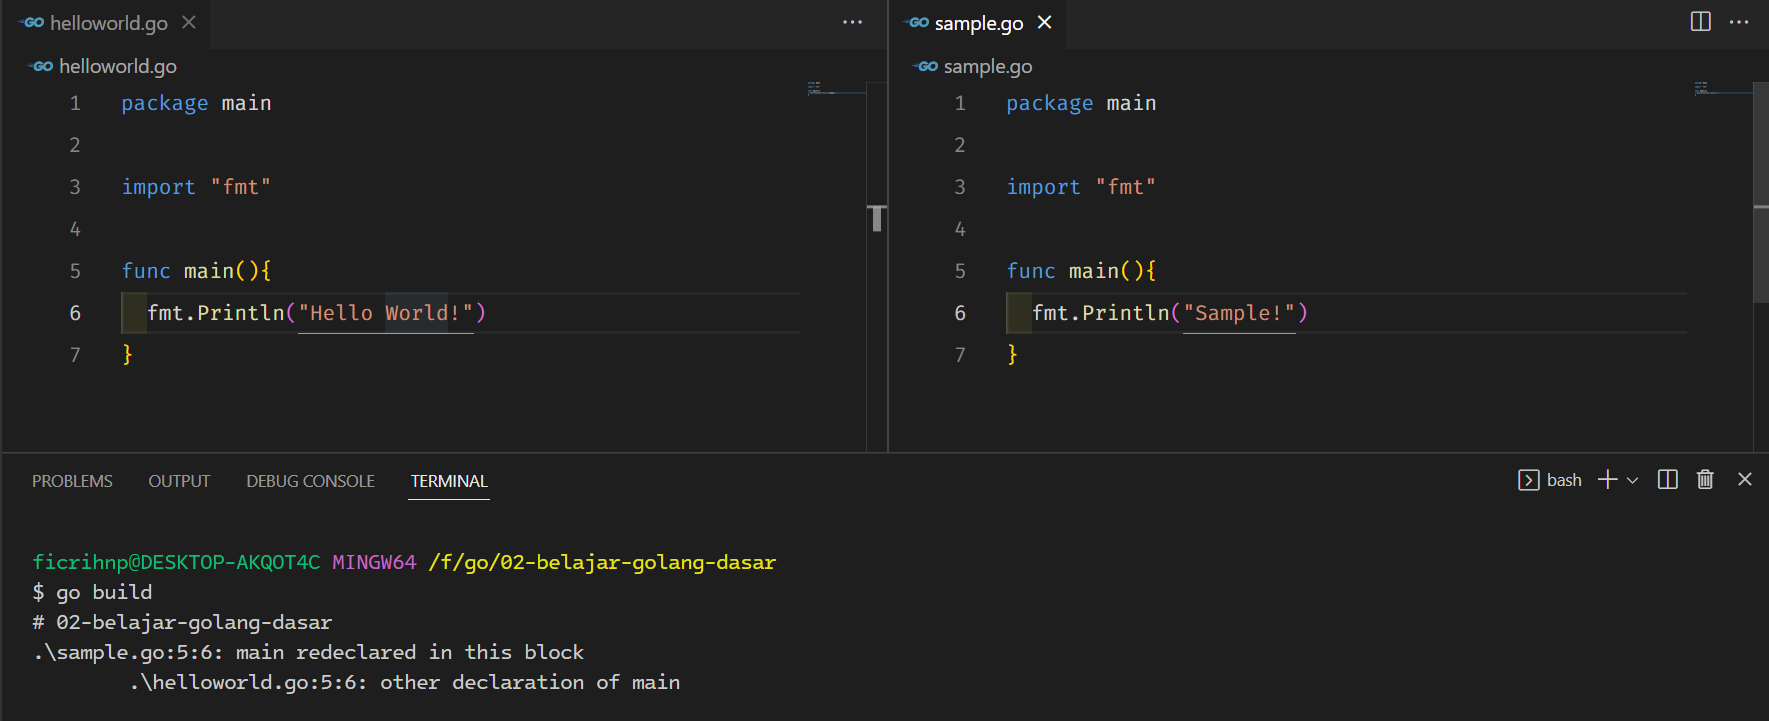 GO helloworld.go
GO helloworld.go
1 package main
2
3 import "fmt"
4
5 func main(){
6 fmt.Println("Hello World!")
7 }
GO sample.go
GO sample.go
1 package main
2
3 import "fmt"
4
5 func main(){
6 fmt.Println("Sample!")
7 }
PROBLEMS OUTPUT DEBUG CONSOLE TERMINAL bash
ficrihnp@DESKTOP-AKQOT4C MINGW64 /f/go/02-belajar-golang-dasar
$ go build
# 02-belajar-golang-dasar
.\sample.go:5:6: main redeclared in this block
.\helloworld.go:5:6: other declaration of main